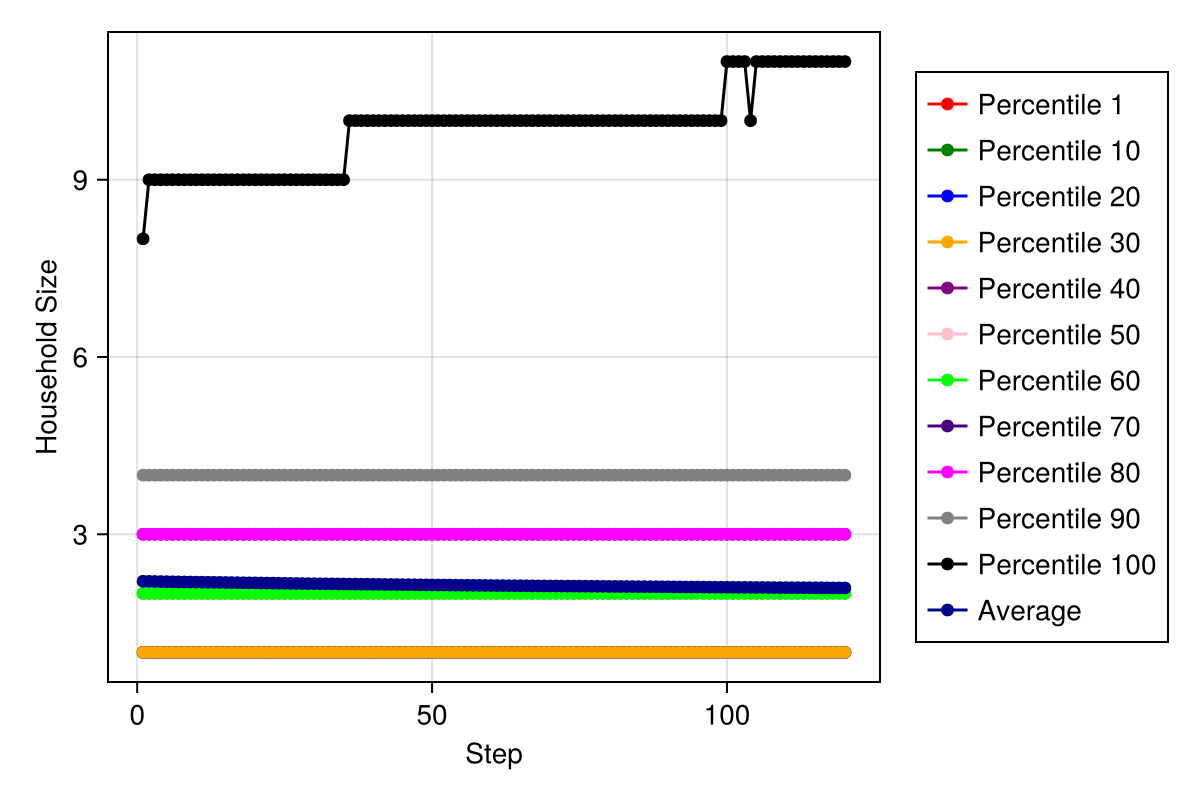 Household Size
9
6
3
0
50
100
Step
Percentile 1
Percentile 10
Percentile 20
Percentile 30
Percentile 40
Percentile 50
Percentile 60
Percentile 70
Percentile 80
Percentile 90
Percentile 100
Average